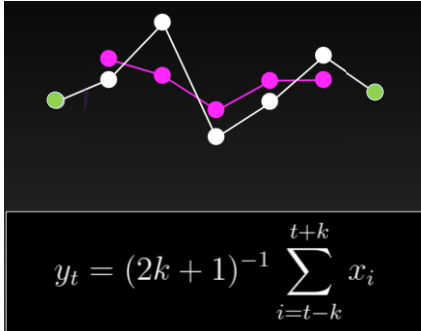 y_t = (2k + 1)^{-1} \sum_{i=t-k}^{t+k} x_i